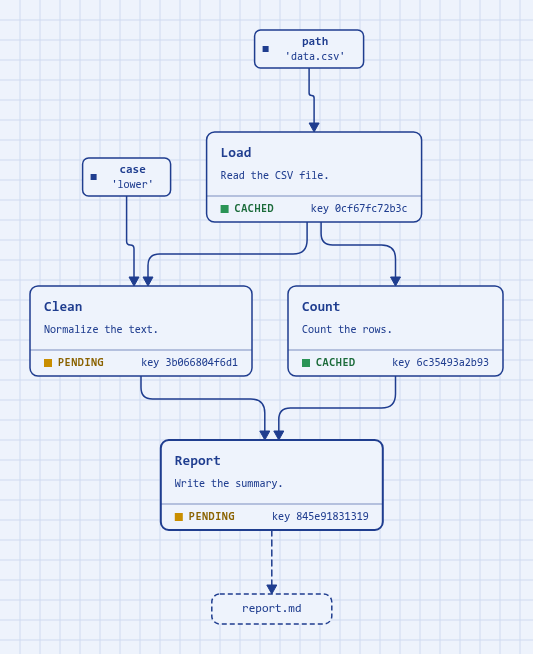 path
'data.csv'
Load
Read the CSV file.
CACHED key 0cf67fc72b3c
case
'lower'
Clean
Normalize the text.
PENDING key 3b066804f6d1
Count
Count the rows.
CACHED key 6c35493a2b93
Report
Write the summary.
PENDING key 845e91831319
report.md